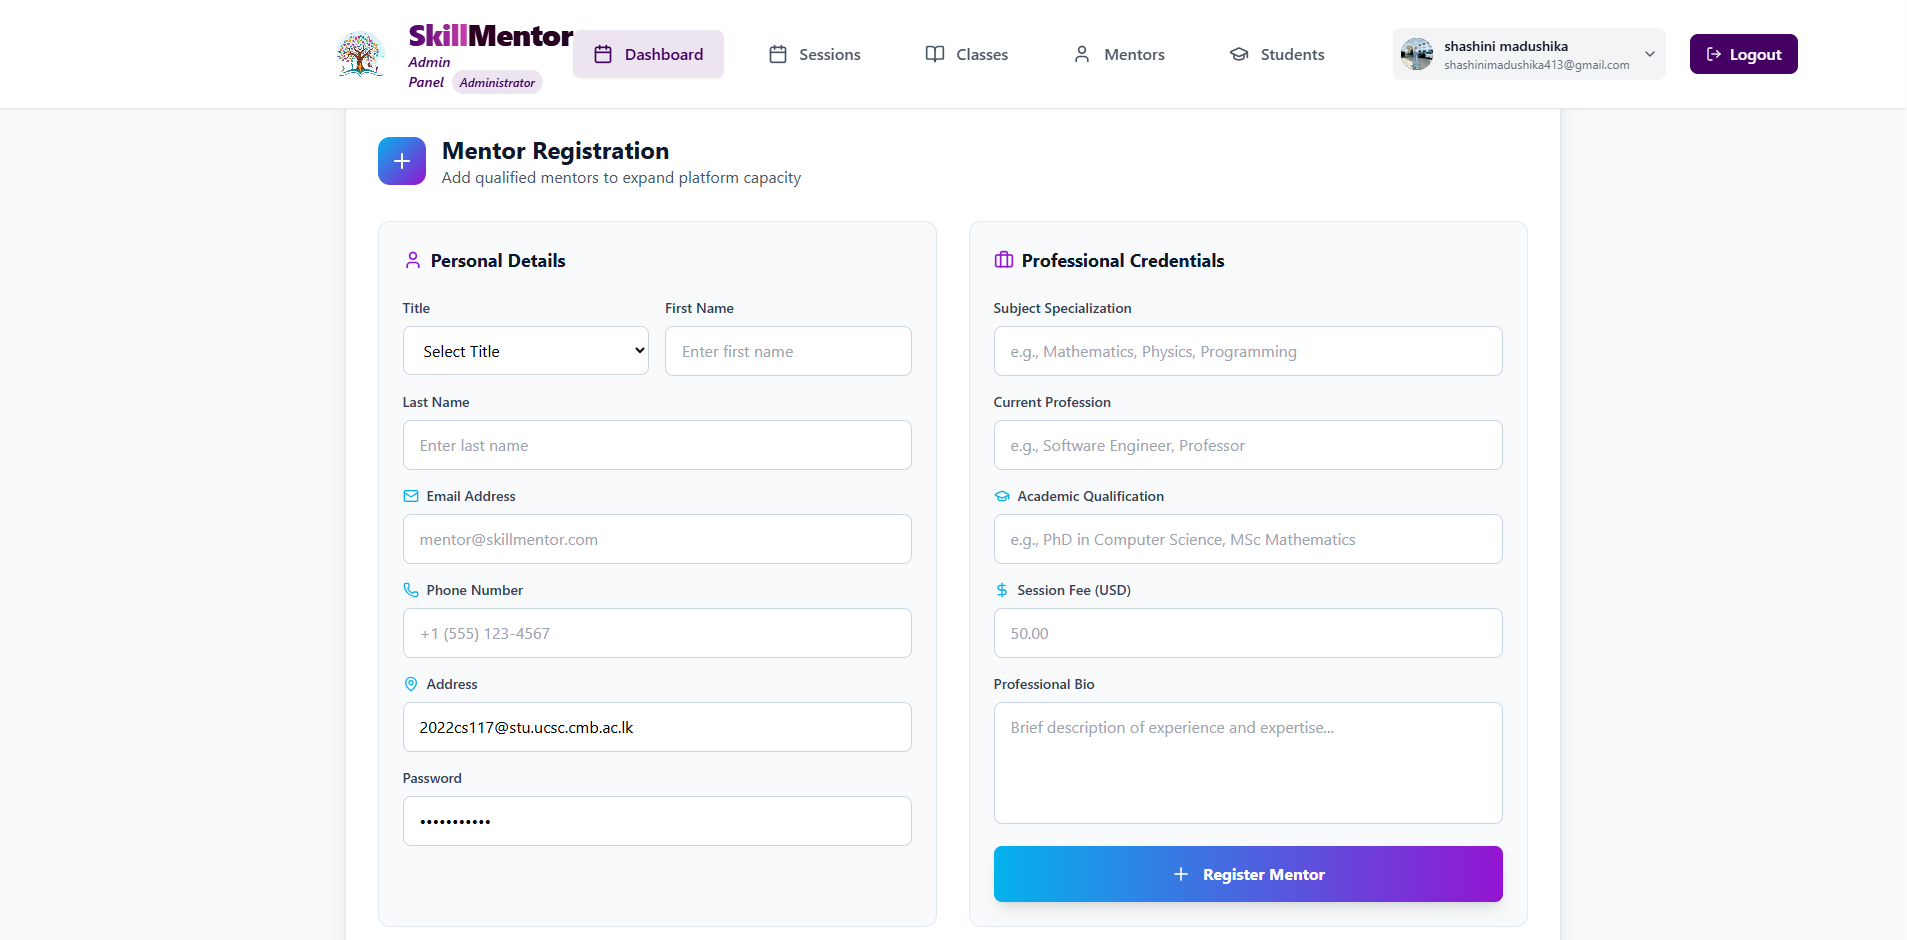 SkillMentor
Admin
Panel Administrator
Dashboard
Sessions
Classes
Mentors
Students
shashini madushika
shashinimadushika413@gmail.com
Logout
Mentor Registration
Add qualified mentors to expand platform capacity
Personal Details
Title
First Name
Select Title
Enter first name
Last Name
Enter last name
Email Address
mentor@skillmentor.com
Phone Number
+1 (555) 123-4567
Address
2022cs117@stu.ucsc.cmb.ac.lk
Password
•••••••••••
Professional Credentials
Subject Specialization
e.g., Mathematics, Physics, Programming
Current Profession
e.g., Software Engineer, Professor
Academic Qualification
e.g., PhD in Computer Science, MSc Mathematics
Session Fee (USD)
50.00
Professional Bio
Brief description of experience and expertise...
Register Mentor